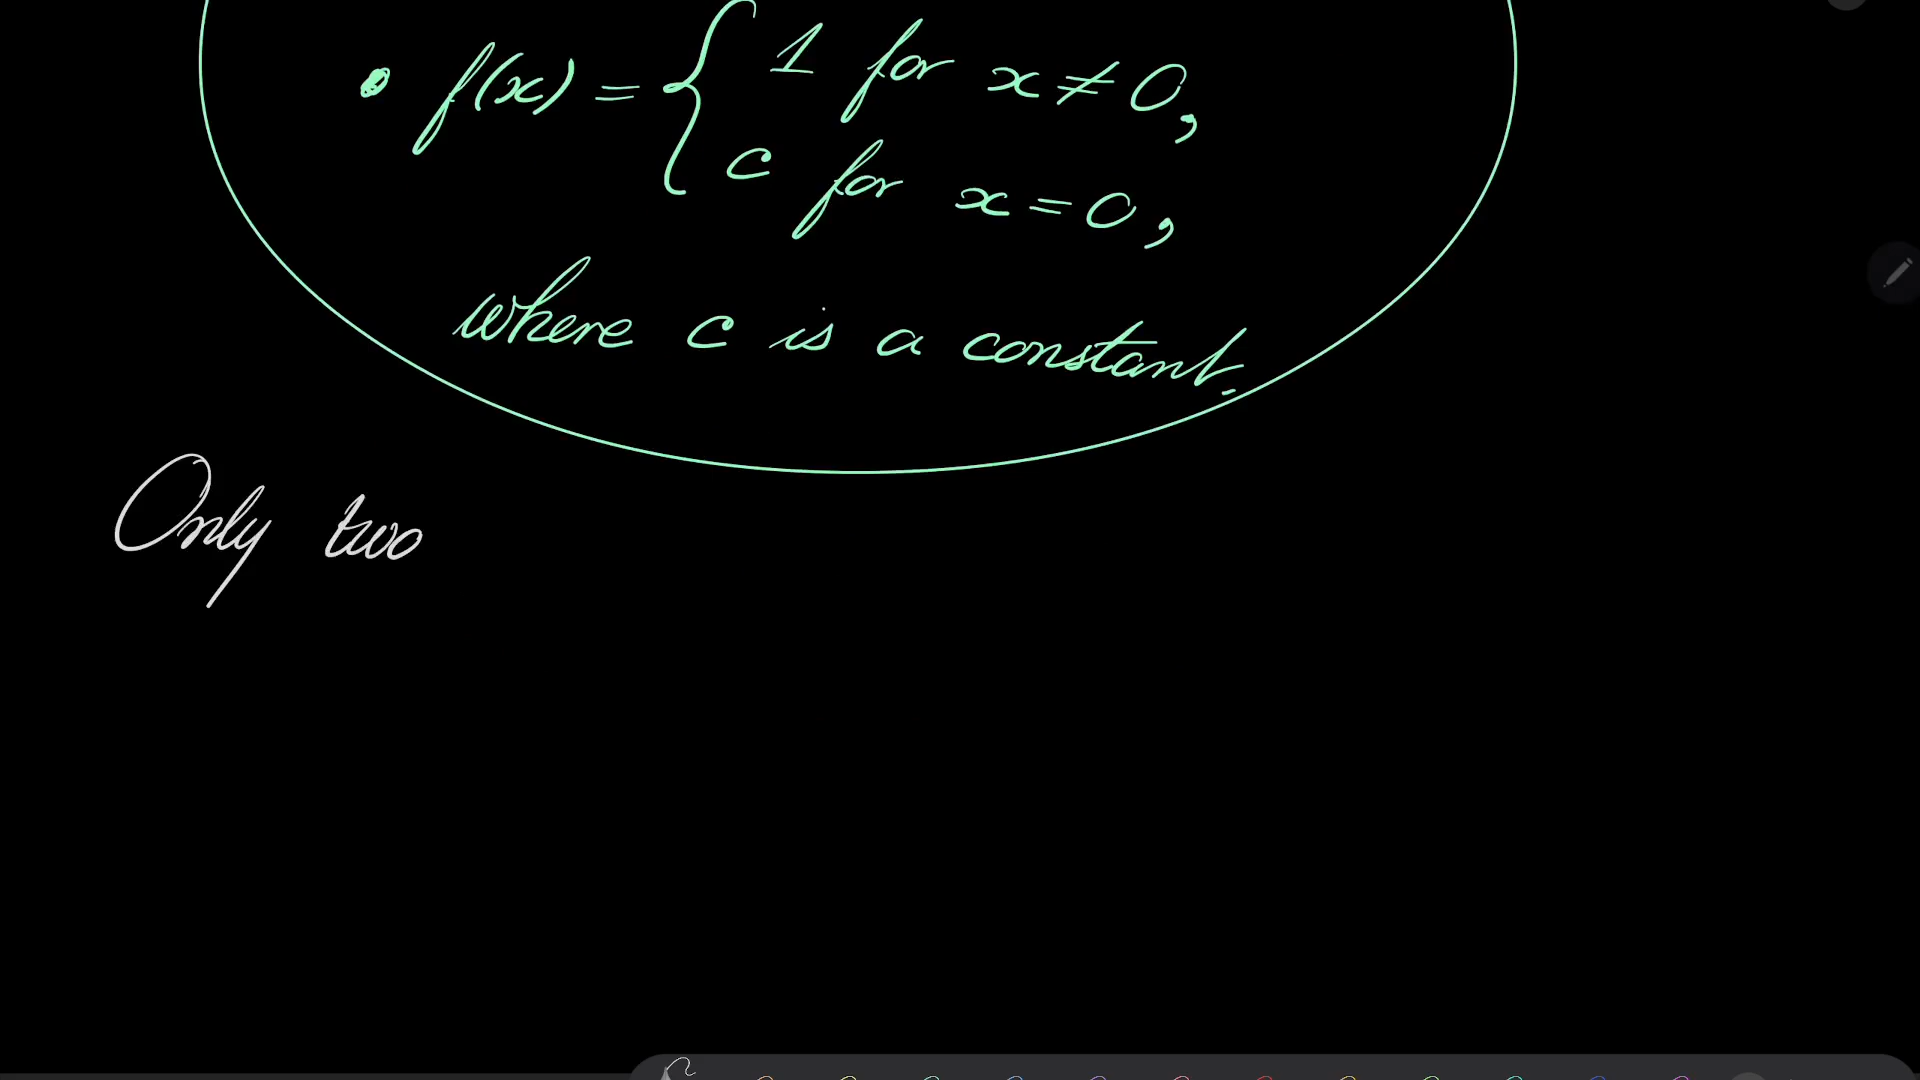 • f(x) = { 1 for x ≠ 0,
c for x = 0,
where c is a constant.
Only two